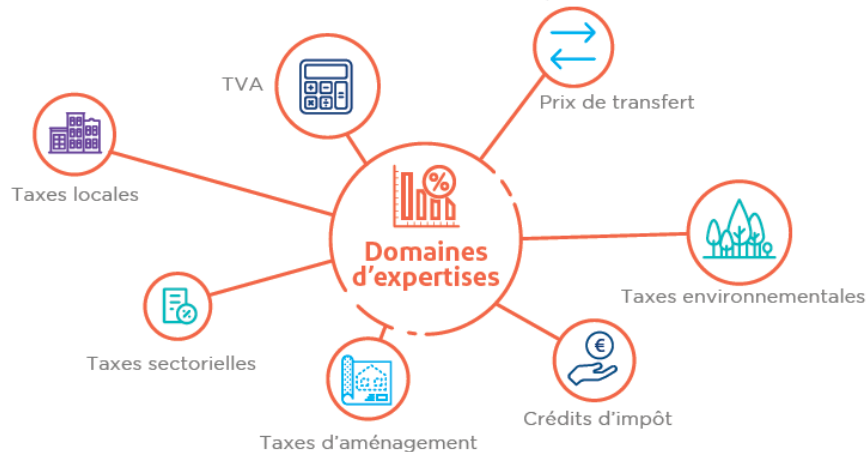 TVA
Prix de transfert
Taxes locales
%
Domaines
d'expertises
Taxes environnementales
Taxes sectorielles
€
Crédits d'impôt
Taxes d'aménagement